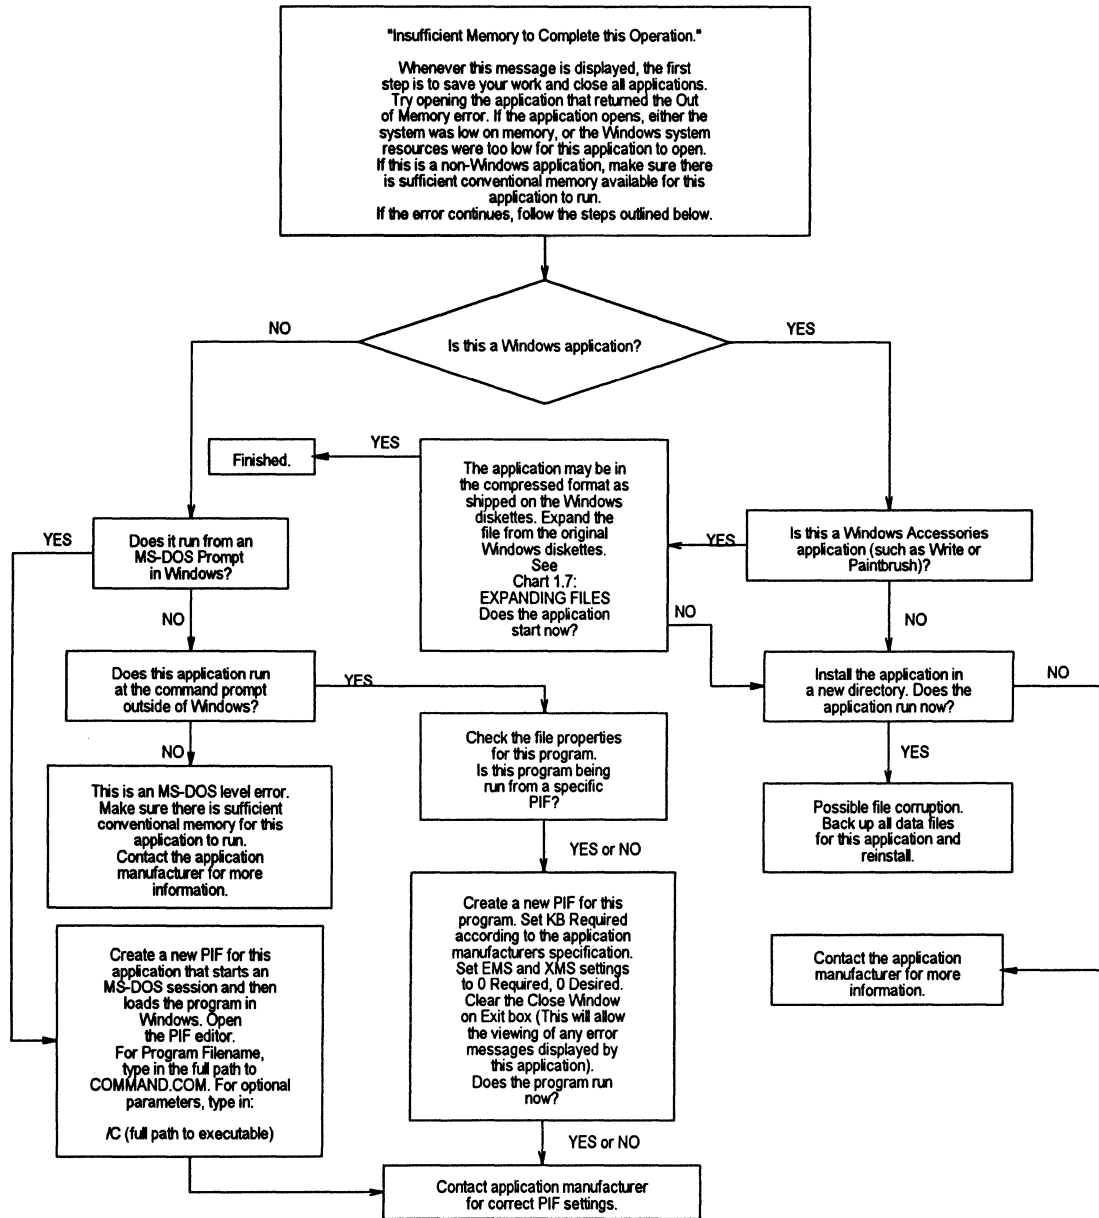 "Insufficient Memory to Complete this Operation."
Whenever this message is displayed, the first
step is to save your work and close all applications.
Try opening the application that returned the Out
of Memory error. If the application opens, either the
system was low on memory, or the Windows system
resources were too low for this application to open.
If this is a non-Windows application, make sure there
is sufficient conventional memory available for this
application to run.
If the error continues, follow the steps outlined below.
NO
YES
Is this a Windows application?
YES
Finished.
The application may be in
the compressed format as
shipped on the Windows
diskettes. Expand the
file from the original
Windows diskettes.
See
Chart 1.7:
EXPANDING FILES
Does the application
start now?
YES
Is this a Windows Accessories
application (such as Write or
Paintbrush)?
YES
Does it run from an
MS-DOS Prompt
in Windows?
NO
NO
NO
Does this application run
at the command prompt
outside of Windows?
YES
Install the application in
a new directory. Does the
application run now?
NO
NO
YES
Check the file properties
for this program.
Is this program being
run from a specific
PIF?
This is an MS-DOS level error.
Make sure there is sufficient
conventional memory for this
application to run.
Contact the application
manufacturer for more
information.
Possible file corruption.
Back up all data files
for this application and
reinstall.
YES or NO
Create a new PIF for this
program. Set KB Required
according to the application
manufacturers specification.
Set EMS and XMS settings
to 0 Required, 0 Desired.
Clear the Close Window
on Exit box (This will allow
the viewing of any error
messages displayed by
this application).
Does the program run
now?
Create a new PIF for this
application that starts an
MS-DOS session and then
loads the program in
Windows. Open
the PIF editor.
For Program Filename,
type in the full path to
COMMAND.COM. For optional
parameters, type in:
/C (full path to executable)
Contact the application
manufacturer for more
information.
YES or NO
Contact application manufacturer
for correct PIF settings.